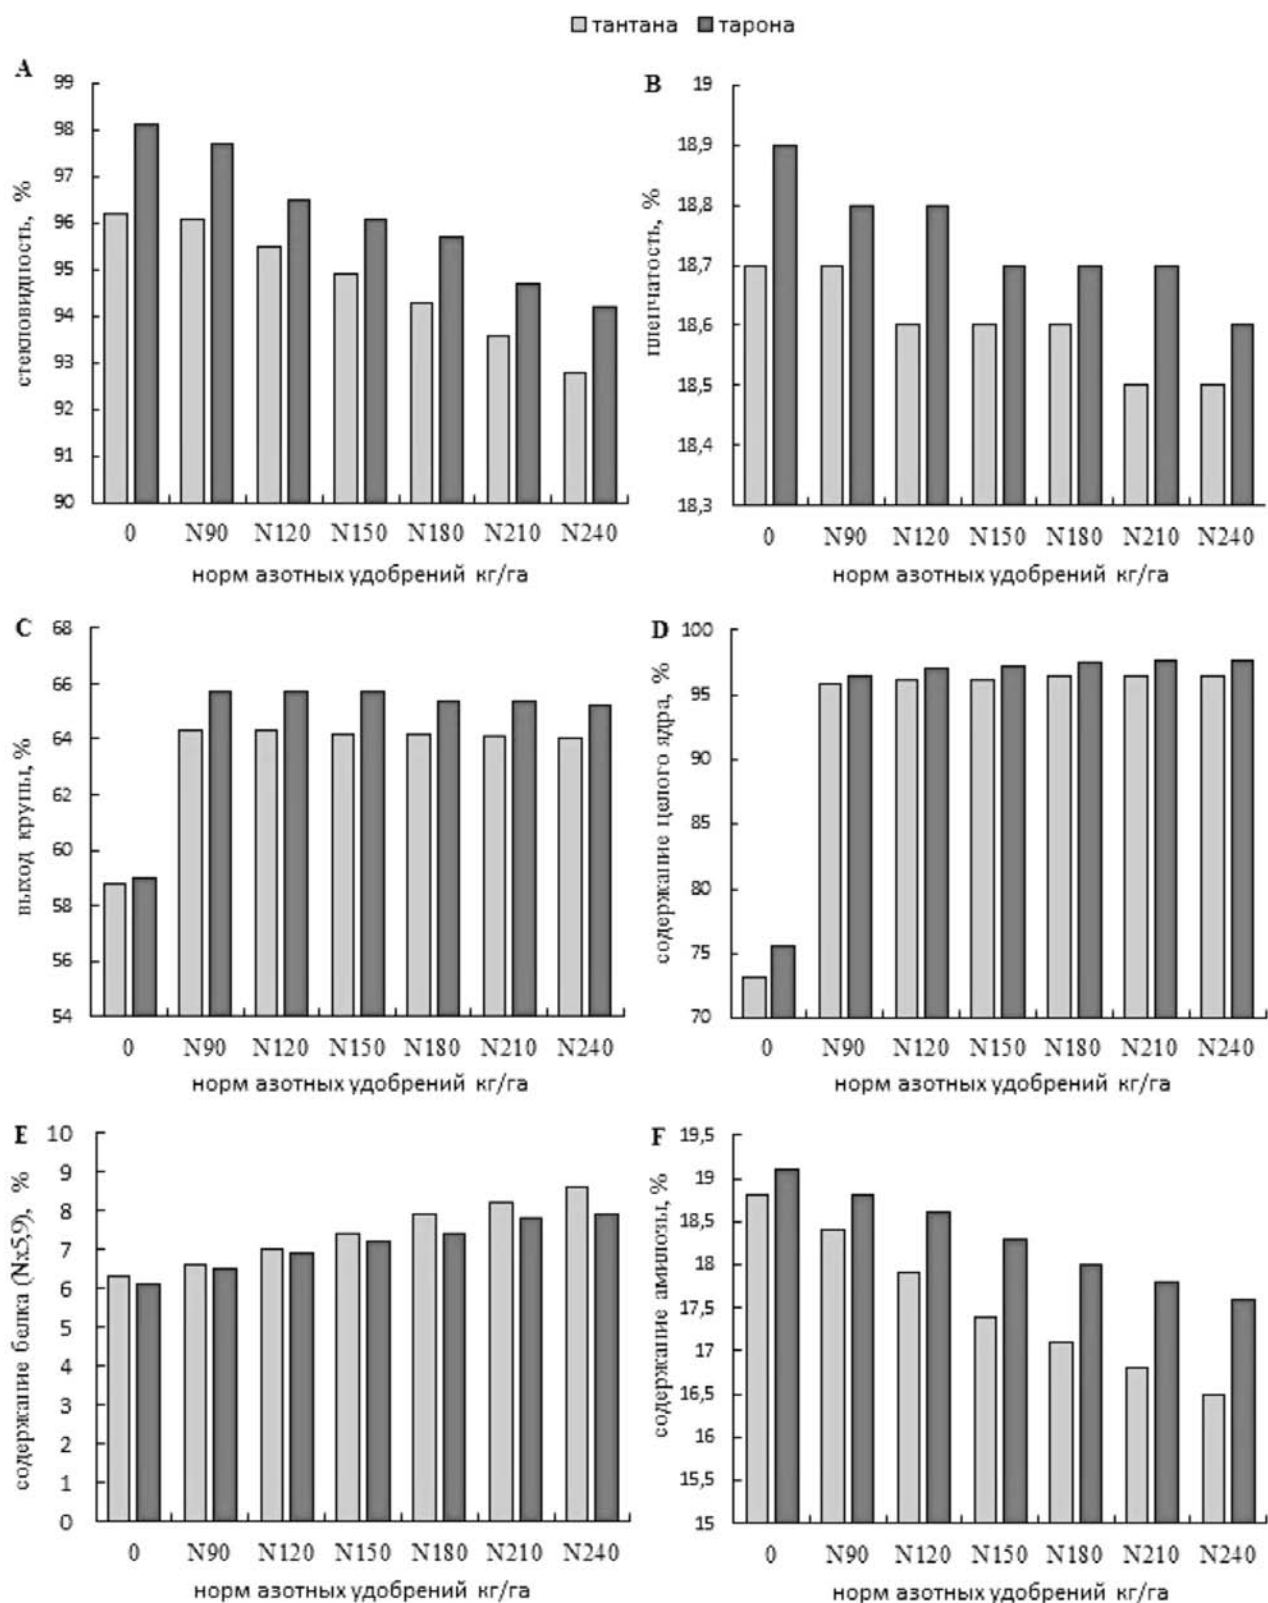 тантана тарона
A
стекловидность, %
99
98
97
96
95
94
93
92
91
90
0 N90 N120 N150 N180 N210 N240
норм азотных удобрений кг/га
B
пленчатость, %
19
18,9
18,8
18,7
18,6
18,5
18,4
18,3
0 N90 N120 N150 N180 N210 N240
норм азотных удобрений кг/га
C
выход крупы, %
68
66
64
62
60
58
56
54
0 N90 N120 N150 N180 N210 N240
норм азотных удобрений кг/га
D
содержание целого ядра, %
100
95
90
85
80
75
70
0 N90 N120 N150 N180 N210 N240
норм азотных удобрений кг/га
E
содержание белка (Nx5,9), %
10
9
8
7
6
5
4
3
2
1
0
0 N90 N120 N150 N180 N210 N240
норм азотных удобрений кг/га
F
содержание амилозы, %
19,5
19
18,5
18
17,5
17
16,5
16
15,5
15
0 N90 N120 N150 N180 N210 N240
норм азотных удобрений кг/га